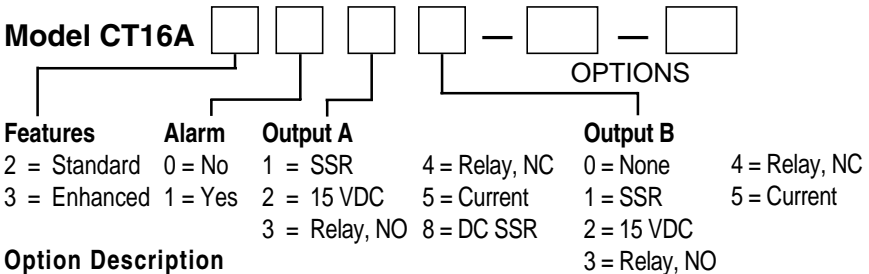 Model CT16A — —
OPTIONS
Features Alarm Output A Output B
2 = Standard 0 = No 1 = SSR 4 = Relay, NC 0 = None 4 = Relay, NC
3 = Enhanced 1 = Yes 2 = 15 VDC 5 = Current 1 = SSR 5 = Current
3 = Relay, NO 8 = DC SSR 2 = 15 VDC
Option Description 3 = Relay, NO